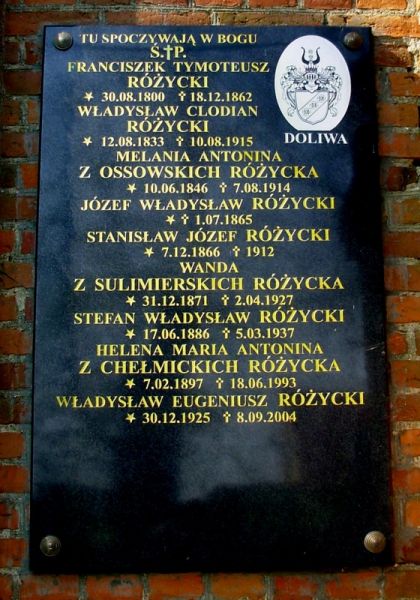 TU SPOCZYWAJĄ W BOGU
Ś.†P.
FRANCISZEK TYMOTEUSZ
RÓŻYCKI
★ 30.08.1800 † 18.12.1862
WŁADYSŁAW CLODIAN
RÓŻYCKI
★ 12.08.1833 † 10.08.1915
MELANIA ANTONINA
Z OSSOWSKICH RÓŻYCKA
★ 10.06.1846 † 7.08.1914
JÓZEF WŁADYSŁAW RÓŻYCKI
★ † 1.07.1865
STANISŁAW JÓZEF RÓŻYCKI
★ 7.12.1866 † 1912
WANDA
Z SULIMIERSKICH RÓŻYCKA
★ 31.12.1871 † 2.04.1927
STEFAN WŁADYSŁAW RÓŻYCKI
★ 17.06.1886 † 5.03.1937
HELENA MARIA ANTONINA
Z CHEŁMICKICH RÓŻYCKA
★ 7.02.1897 † 18.06.1993
WŁADYSŁAW EUGENIUSZ RÓŻYCKI
★ 30.12.1925 † 8.09.2004
DOLIWA